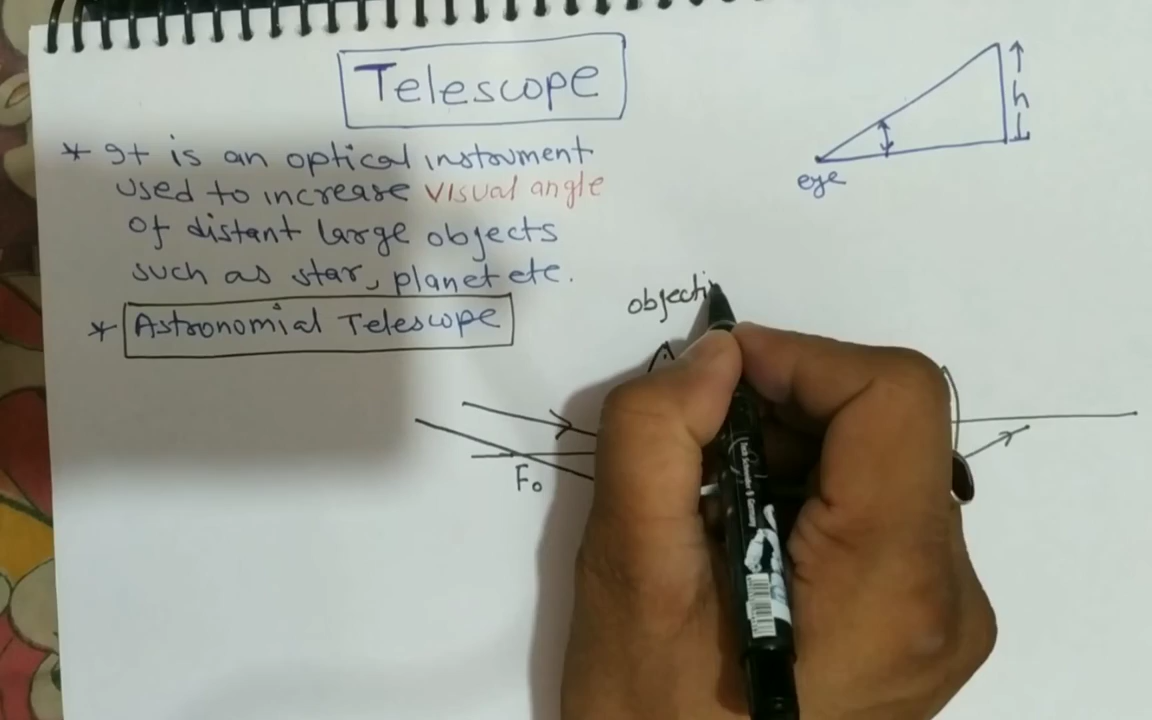 Telescope
* It is an optical instrument
used to increase visual angle
of distant large objects
such as star, planet etc.
* Astronomial Telescope
h
eye
objecti
Fo